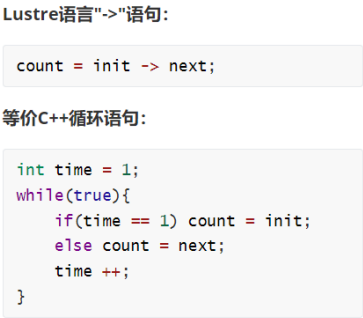 Lustre语言"->"语句:
count = init -> next;
等价C++循环语句:
int time = 1;
while(true){
    if(time == 1) count = init;
    else count = next;
    time ++;
}